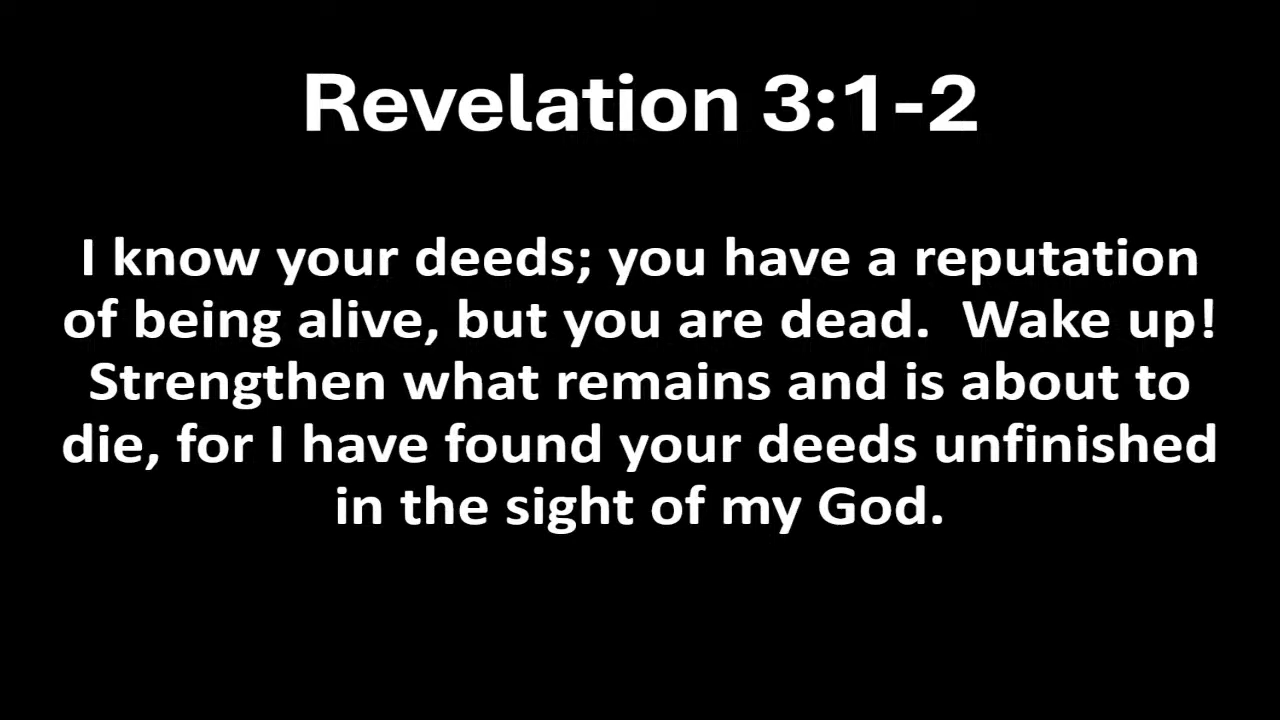 Revelation 3:1-2
I know your deeds; you have a reputation
of being alive, but you are dead.  Wake up!
Strengthen what remains and is about to
die, for I have found your deeds unfinished
in the sight of my God.